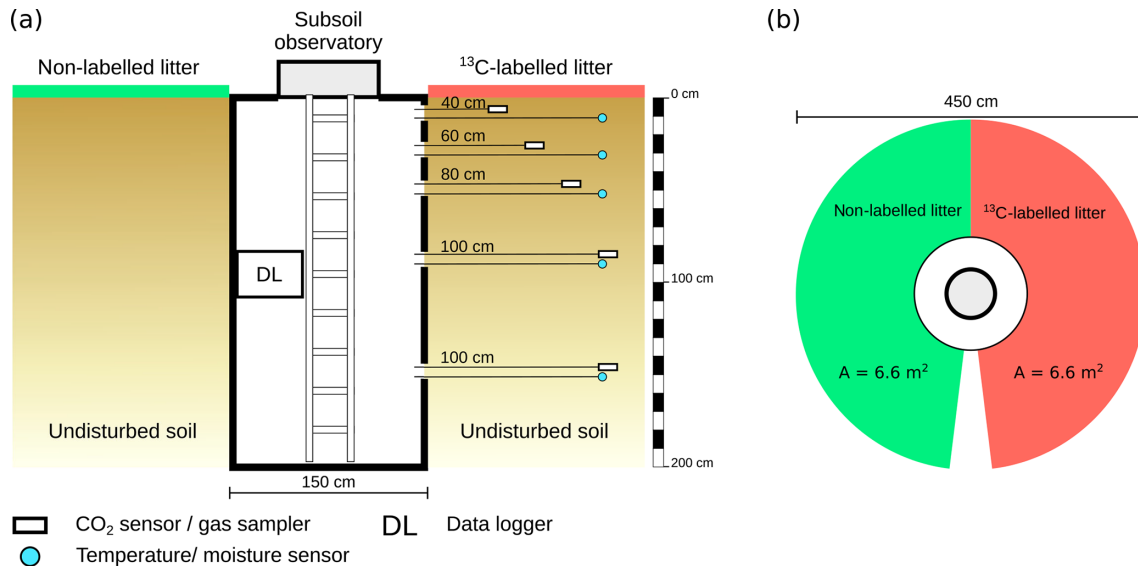 (a)
Subsoil
observatory
Non-labelled litter
¹³C-labelled litter
0 cm
40 cm
60 cm
80 cm
100 cm
DL
100 cm
100 cm
Undisturbed soil
Undisturbed soil
200 cm
150 cm
CO₂ sensor / gas sampler
DL Data logger
Temperature/ moisture sensor
(b)
450 cm
Non-labelled litter
¹³C-labelled litter
A = 6.6 m²
A = 6.6 m²